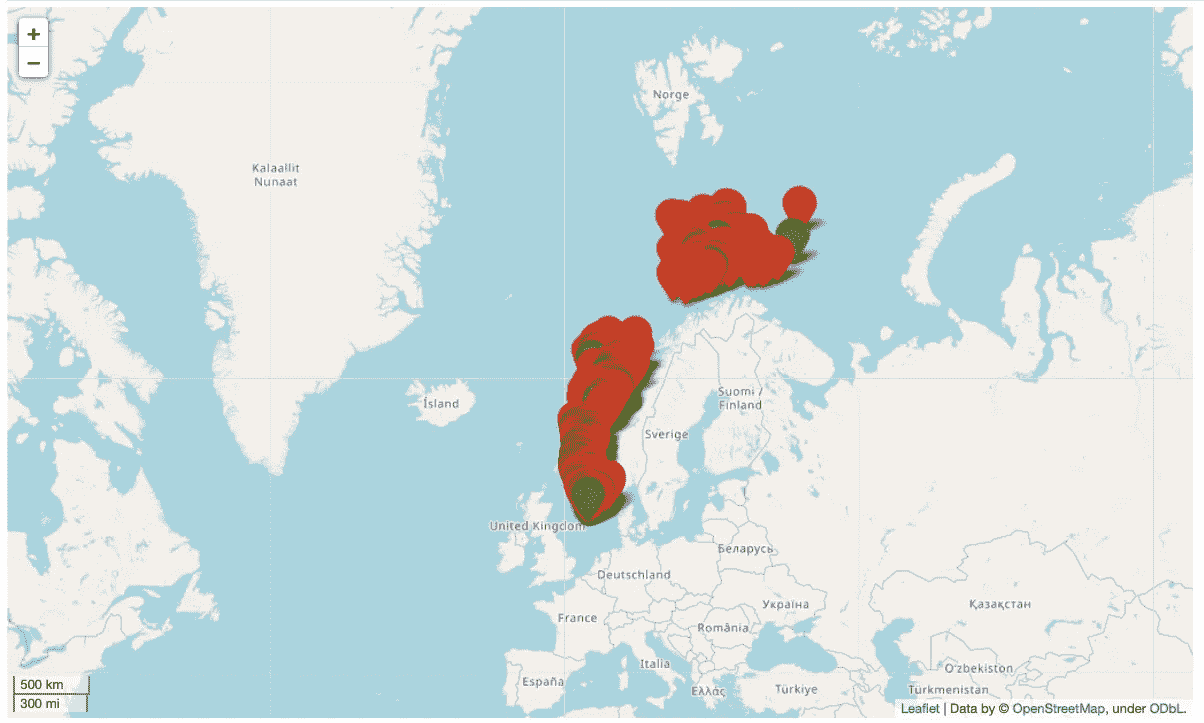 +
−
Norge
Kalaallit
Nunaat
Ísland
Suomi /
Finland
Sverige
United Kingdom
Беларусь
Deutschland
Україна
Қазақстан
France
România
Italia
Oʻzbekiston
España
Ελλάς
Türkiye
Türkmenistan
500 km
300 mi
Leaflet | Data by © OpenStreetMap, under ODbL.